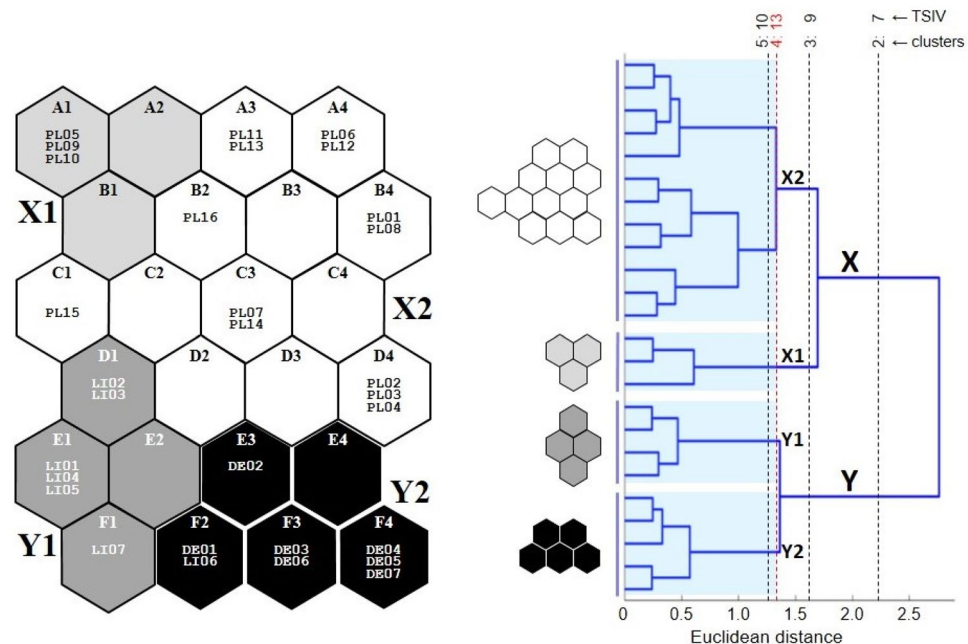 5: 10
4: 13
3: 9
2: 7
← TSIV
← clusters
A1
A2
A3
A4
PL05
PL09
PL10
PL11
PL13
PL06
PL12
B1
B2
B3
B4
X1
PL16
PL01
PL08
C1
C2
C3
C4
PL15
PL07
PL14
X2
D1
D2
D3
D4
LI02
LI03
PL02
PL03
PL04
E1
E2
E3
E4
LI01
LI04
LI05
DE02
Y2
Y1
F1
F2
F3
F4
LI07
DE01
LI06
DE03
DE06
DE04
DE05
DE07
X2
X
X1
Y1
Y
Y2
0 0.5 1.0 1.5 2.0 2.5
Euclidean distance